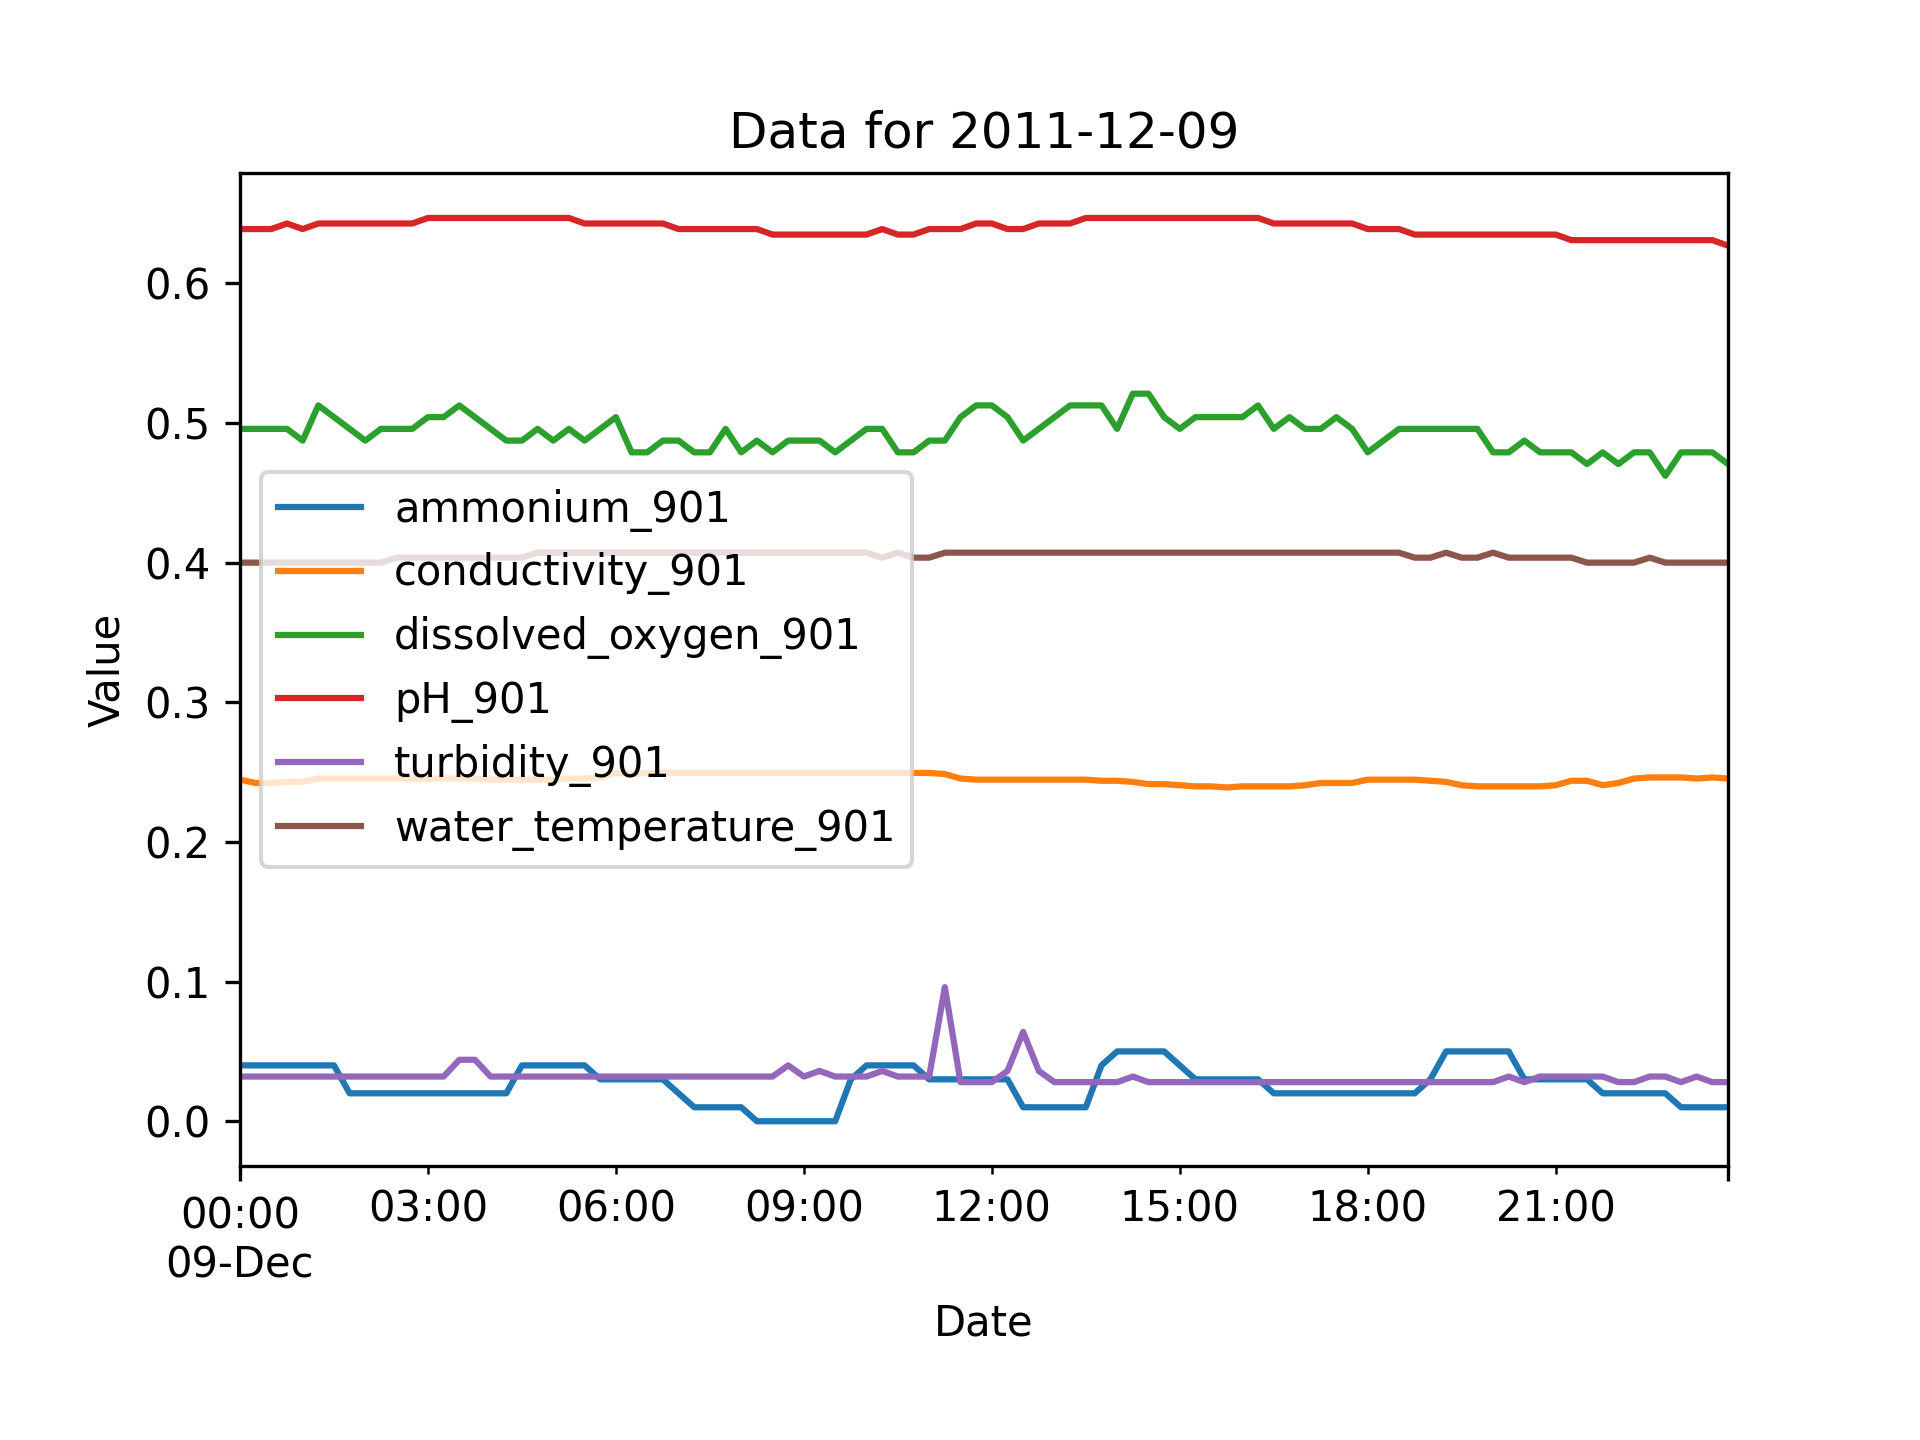 Data for 2011-12-09
Value
0.6
0.5
0.4
0.3
0.2
0.1
0.0
ammonium_901
conductivity_901
dissolved_oxygen_901
pH_901
turbidity_901
water_temperature_901
00:00 03:00 06:00 09:00 12:00 15:00 18:00 21:00
09-Dec
Date